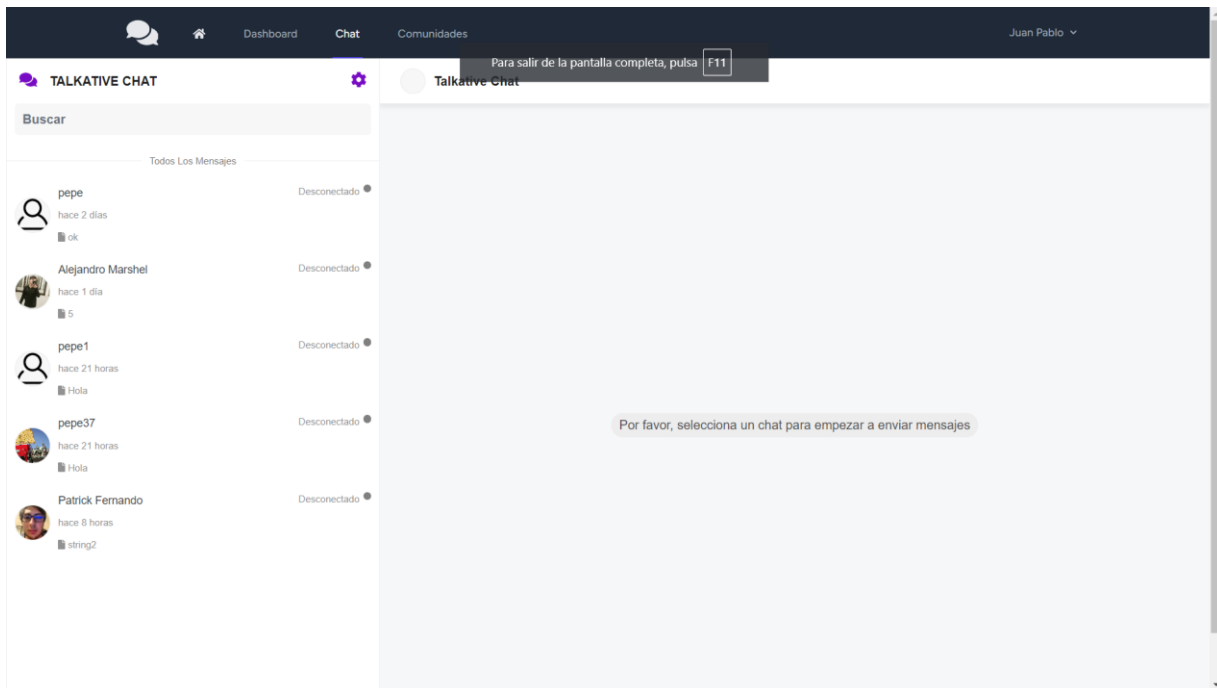 Dashboard Chat Comunidades Juan Pablo
Para salir de la pantalla completa, pulsa F11
TALKATIVE CHAT
Talkative Chat
Buscar
Todos Los Mensajes
pepe Desconectado
hace 2 días
ok
Alejandro Marshel Desconectado
hace 1 día
5
pepe1 Desconectado
hace 21 horas
Hola
pepe37 Desconectado
hace 21 horas
Hola
Patrick Fernando Desconectado
hace 8 horas
string2
Por favor, selecciona un chat para empezar a enviar mensajes